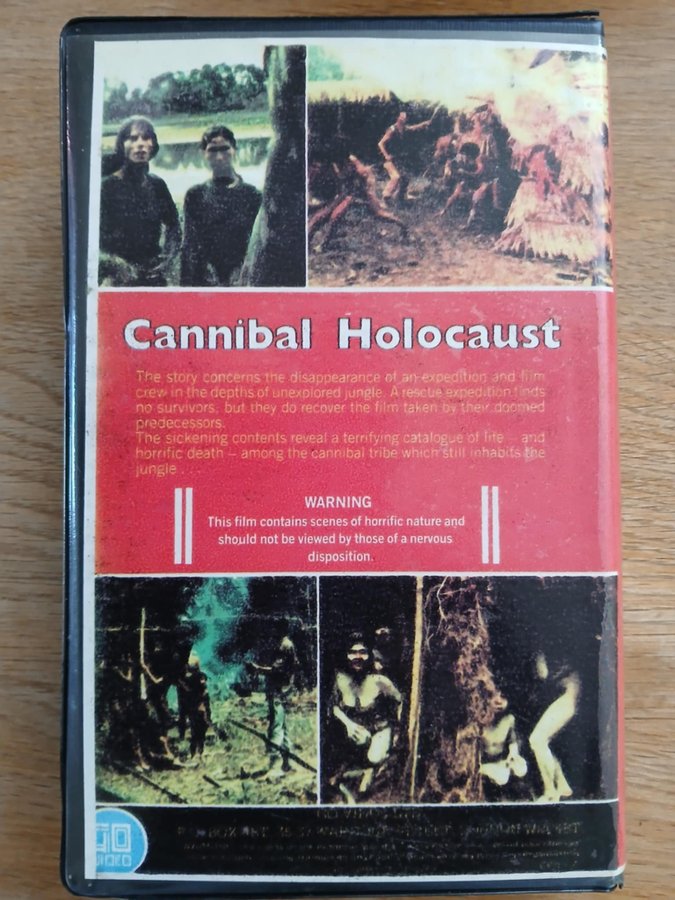 Cannibal Holocaust
The story concerns the disappearance of an expedition and film
crew in the depths of unexplored jungle. A rescue expedition finds
no survivors, but they do recover the film taken by their doomed
predecessors.
The sickening contents reveal a terrifying catalogue of life – and
horrific death – among the cannibal tribe which still inhabits the
jungle . . .
WARNING
This film contains scenes of horrific nature and
should not be viewed by those of a nervous
disposition.
GO
VIDEO